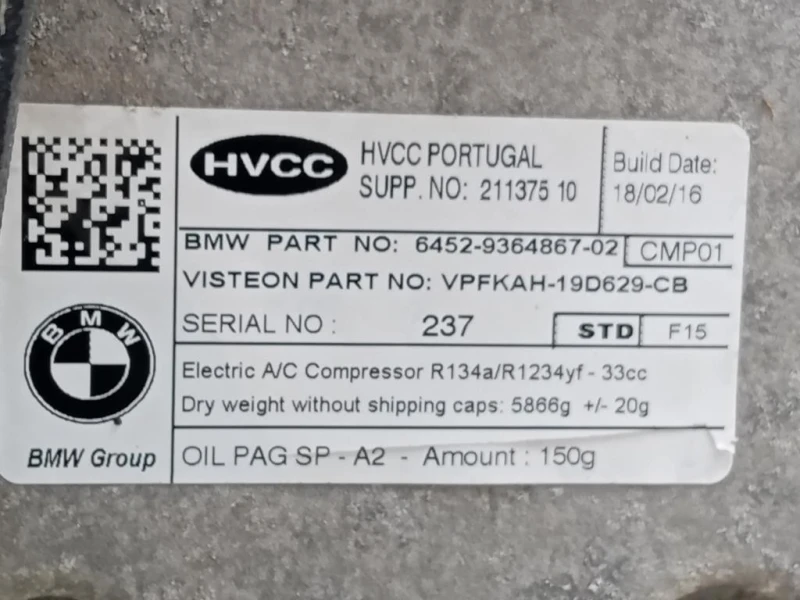 HVCC
HVCC PORTUGAL
SUPP. NO: 211375 10
Build Date:
18/02/16
BMW PART NO: 6452-9364867-02 CMP01
VISTEON PART NO: VPFKAH-19D629-CB
SERIAL NO : 237 STD F15
Electric A/C Compressor R134a/R1234yf - 33cc
Dry weight without shipping caps: 5866g +/- 20g
OIL PAG SP - A2 - Amount : 150g
BMW
BMW Group